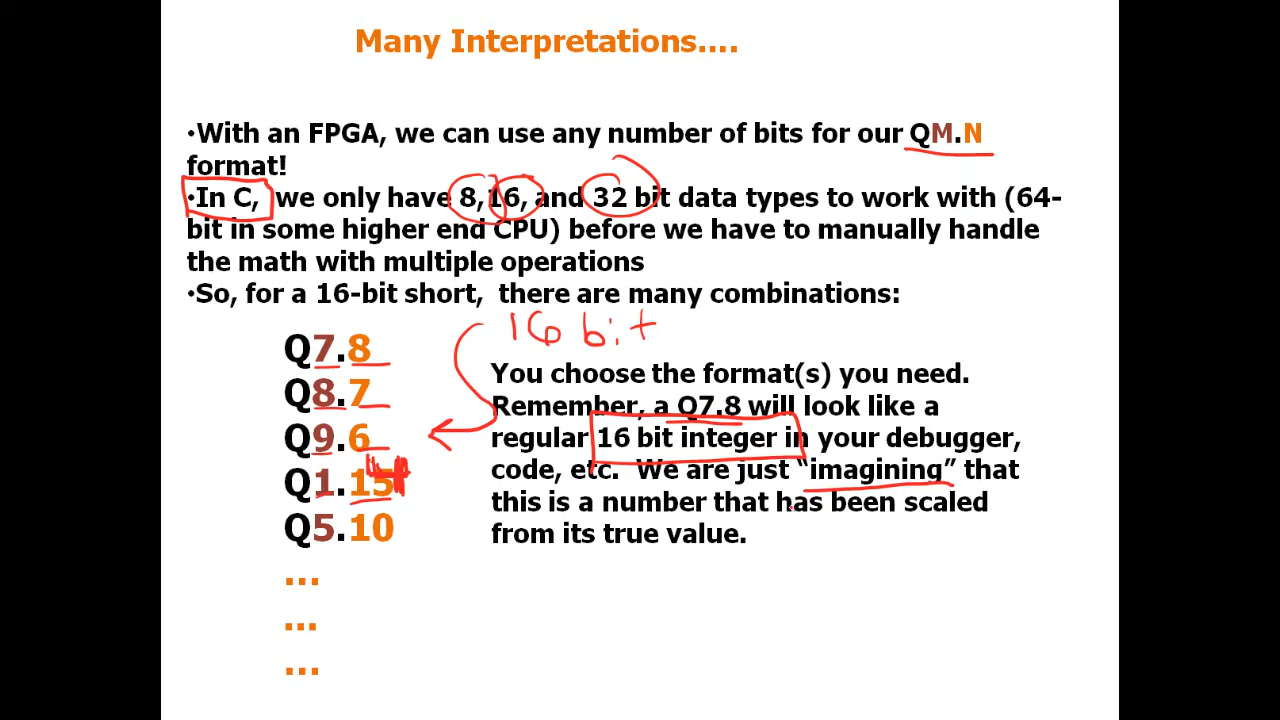 Many Interpretations....
•With an FPGA, we can use any number of bits for our QM.N
format!
•In C, we only have 8,16, and 32 bit data types to work with (64-
bit in some higher end CPU) before we have to manually handle
the math with multiple operations
•So, for a 16-bit short, there are many combinations:
16 bit
Q7.8
Q8.7
Q9.6
Q1.15
Q5.10
...
...
...
You choose the format(s) you need.
Remember, a Q7.8 will look like a
regular 16 bit integer in your debugger,
code, etc. We are just “imagining” that
this is a number that has been scaled
from its true value.